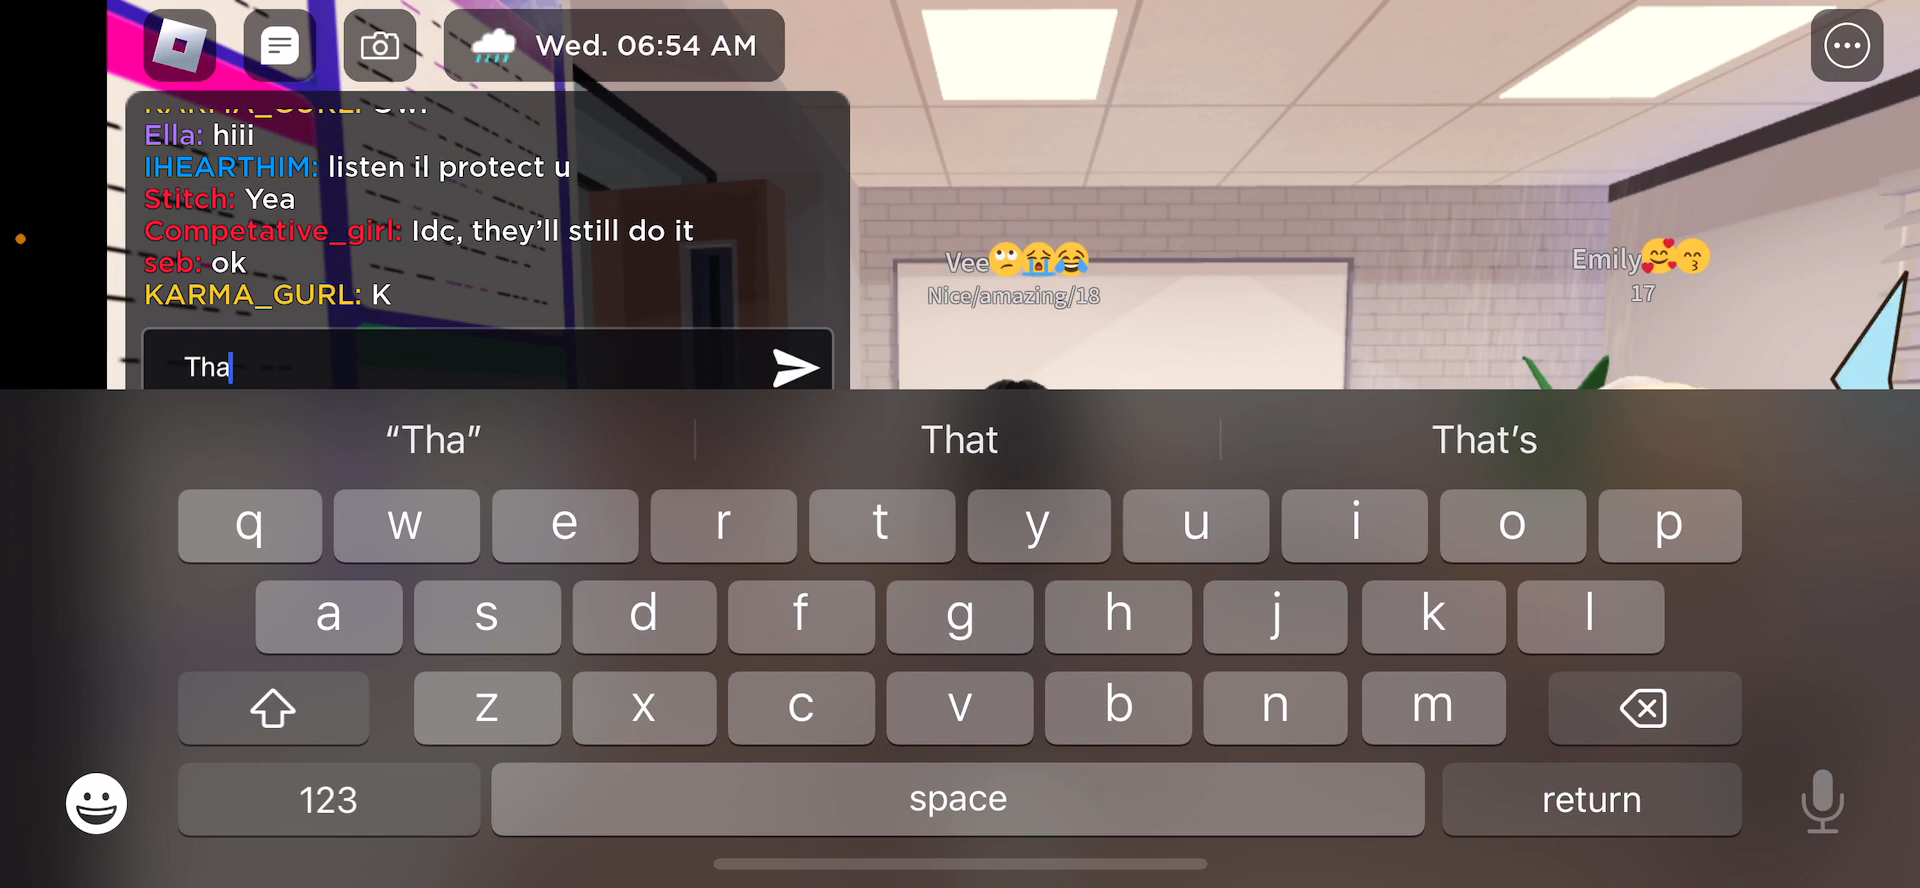 Wed. 06:54 AM
Ella: hiii
IHEARTHIM: listen il protect u
Stitch: Yea
Competative_girl: Idc, they’ll still do it
seb: ok
KARMA_GURL: K
Tha
Vee🙄😭😂
Nice/amazing/18
Emily🥰😙
17
“Tha” That That’s
q w e r t y u i o p
a s d f g h j k l
z x c v b n m
123 space return